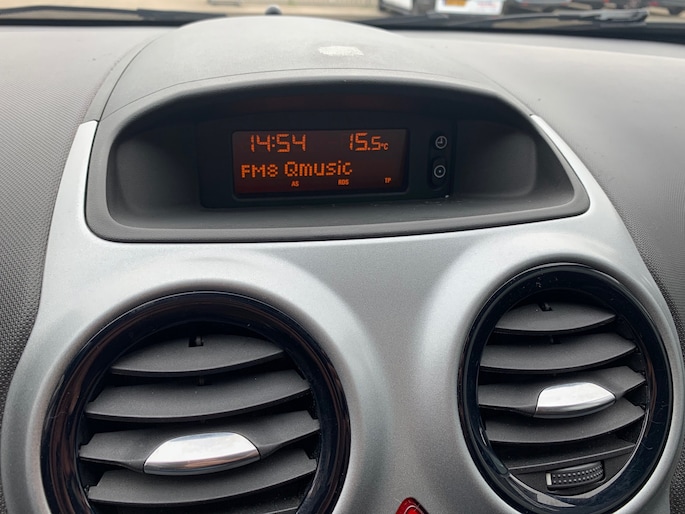 14:54 15.5°C
FM8 Qmusic
AS RDS TP